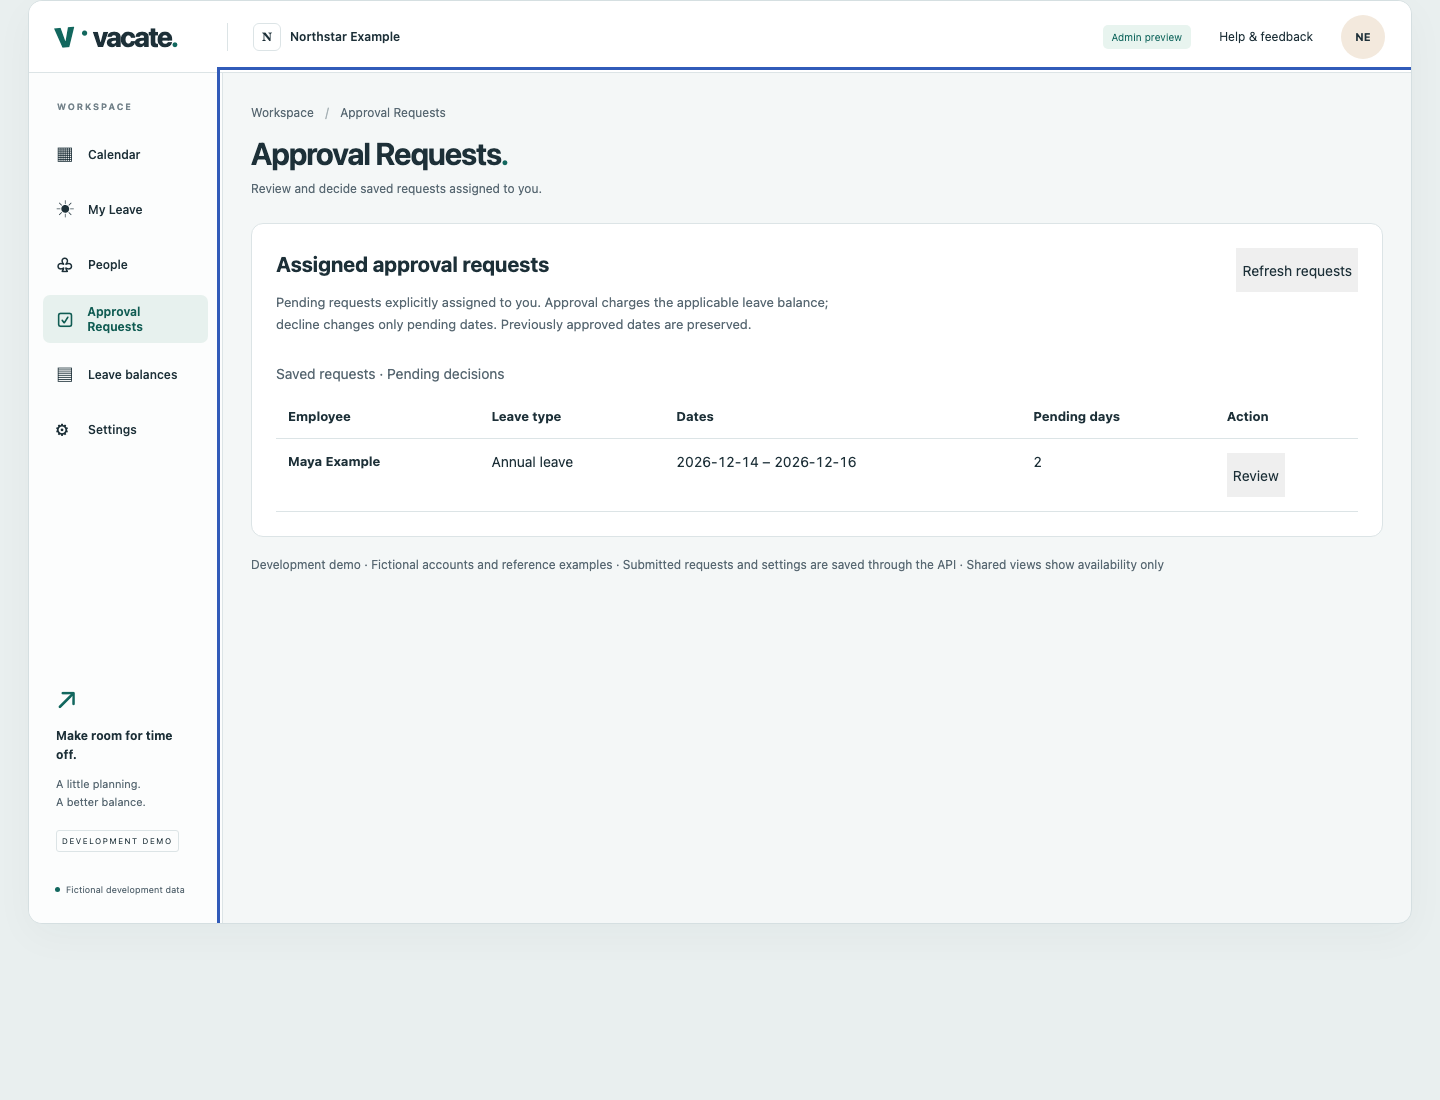 vacate.
N
Northstar Example
Admin preview
Help & feedback
NE
WORKSPACE
Calendar
My Leave
People
Approval
Requests
Leave balances
Settings
Make room for time
off.
A little planning.
A better balance.
DEVELOPMENT DEMO
Fictional development data
Workspace / Approval Requests
Approval Requests.
Review and decide saved requests assigned to you.
Assigned approval requests
Refresh requests
Pending requests explicitly assigned to you. Approval charges the applicable leave balance;
decline changes only pending dates. Previously approved dates are preserved.
Saved requests · Pending decisions
Employee Leave type Dates Pending days Action
Maya Example Annual leave 2026-12-14 – 2026-12-16 2 Review
Development demo · Fictional accounts and reference examples · Submitted requests and settings are saved through the API · Shared views show availability only